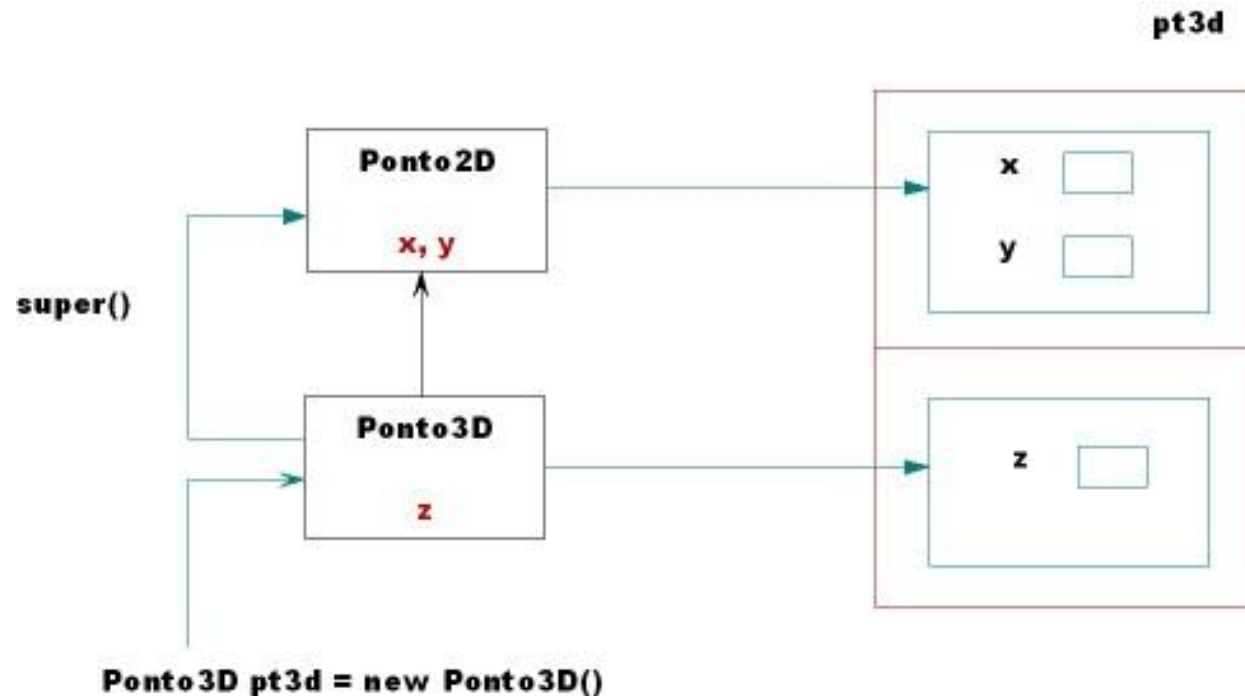 pt3d
Ponto2D
x, y
x
y
super()
Ponto3D
z
z
Ponto3D pt3d = new Ponto3D()